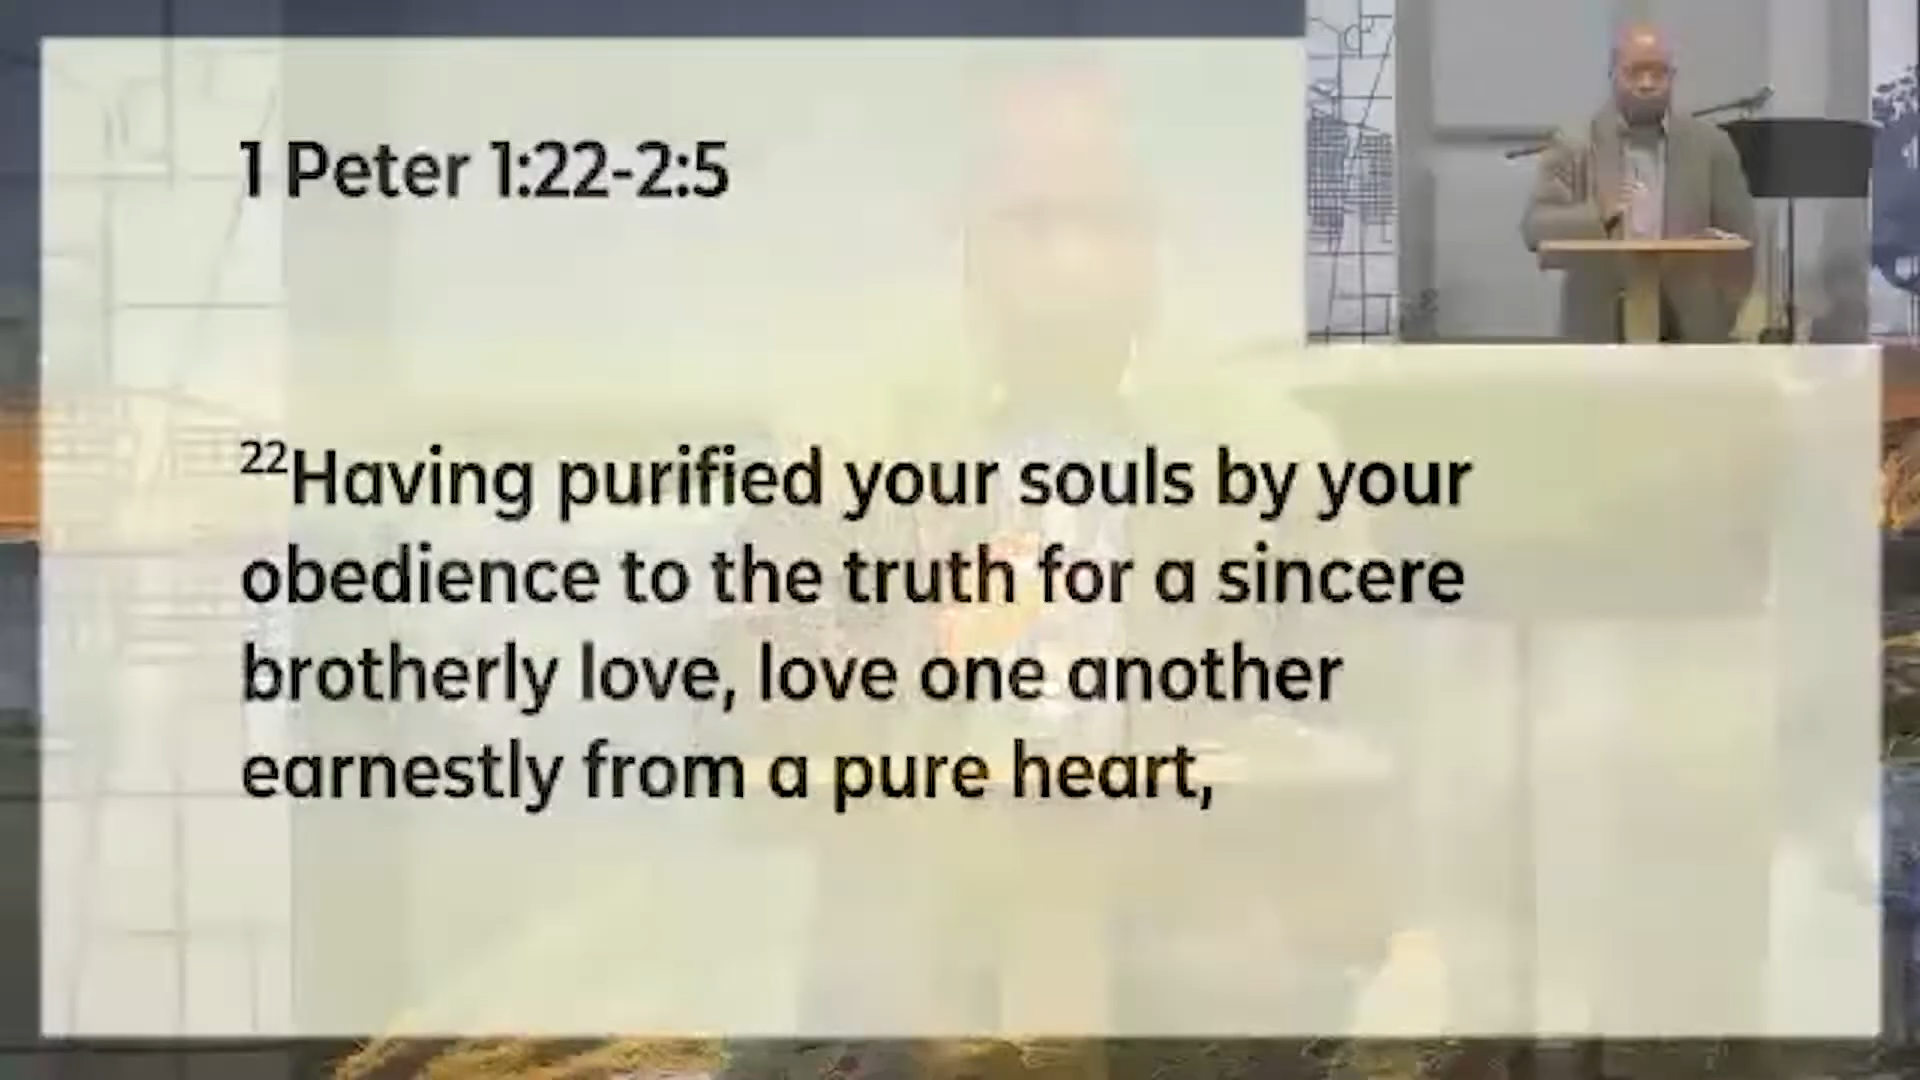 1 Peter 1:22-2:5
22Having purified your souls by your
obedience to the truth for a sincere
brotherly love, love one another
earnestly from a pure heart,